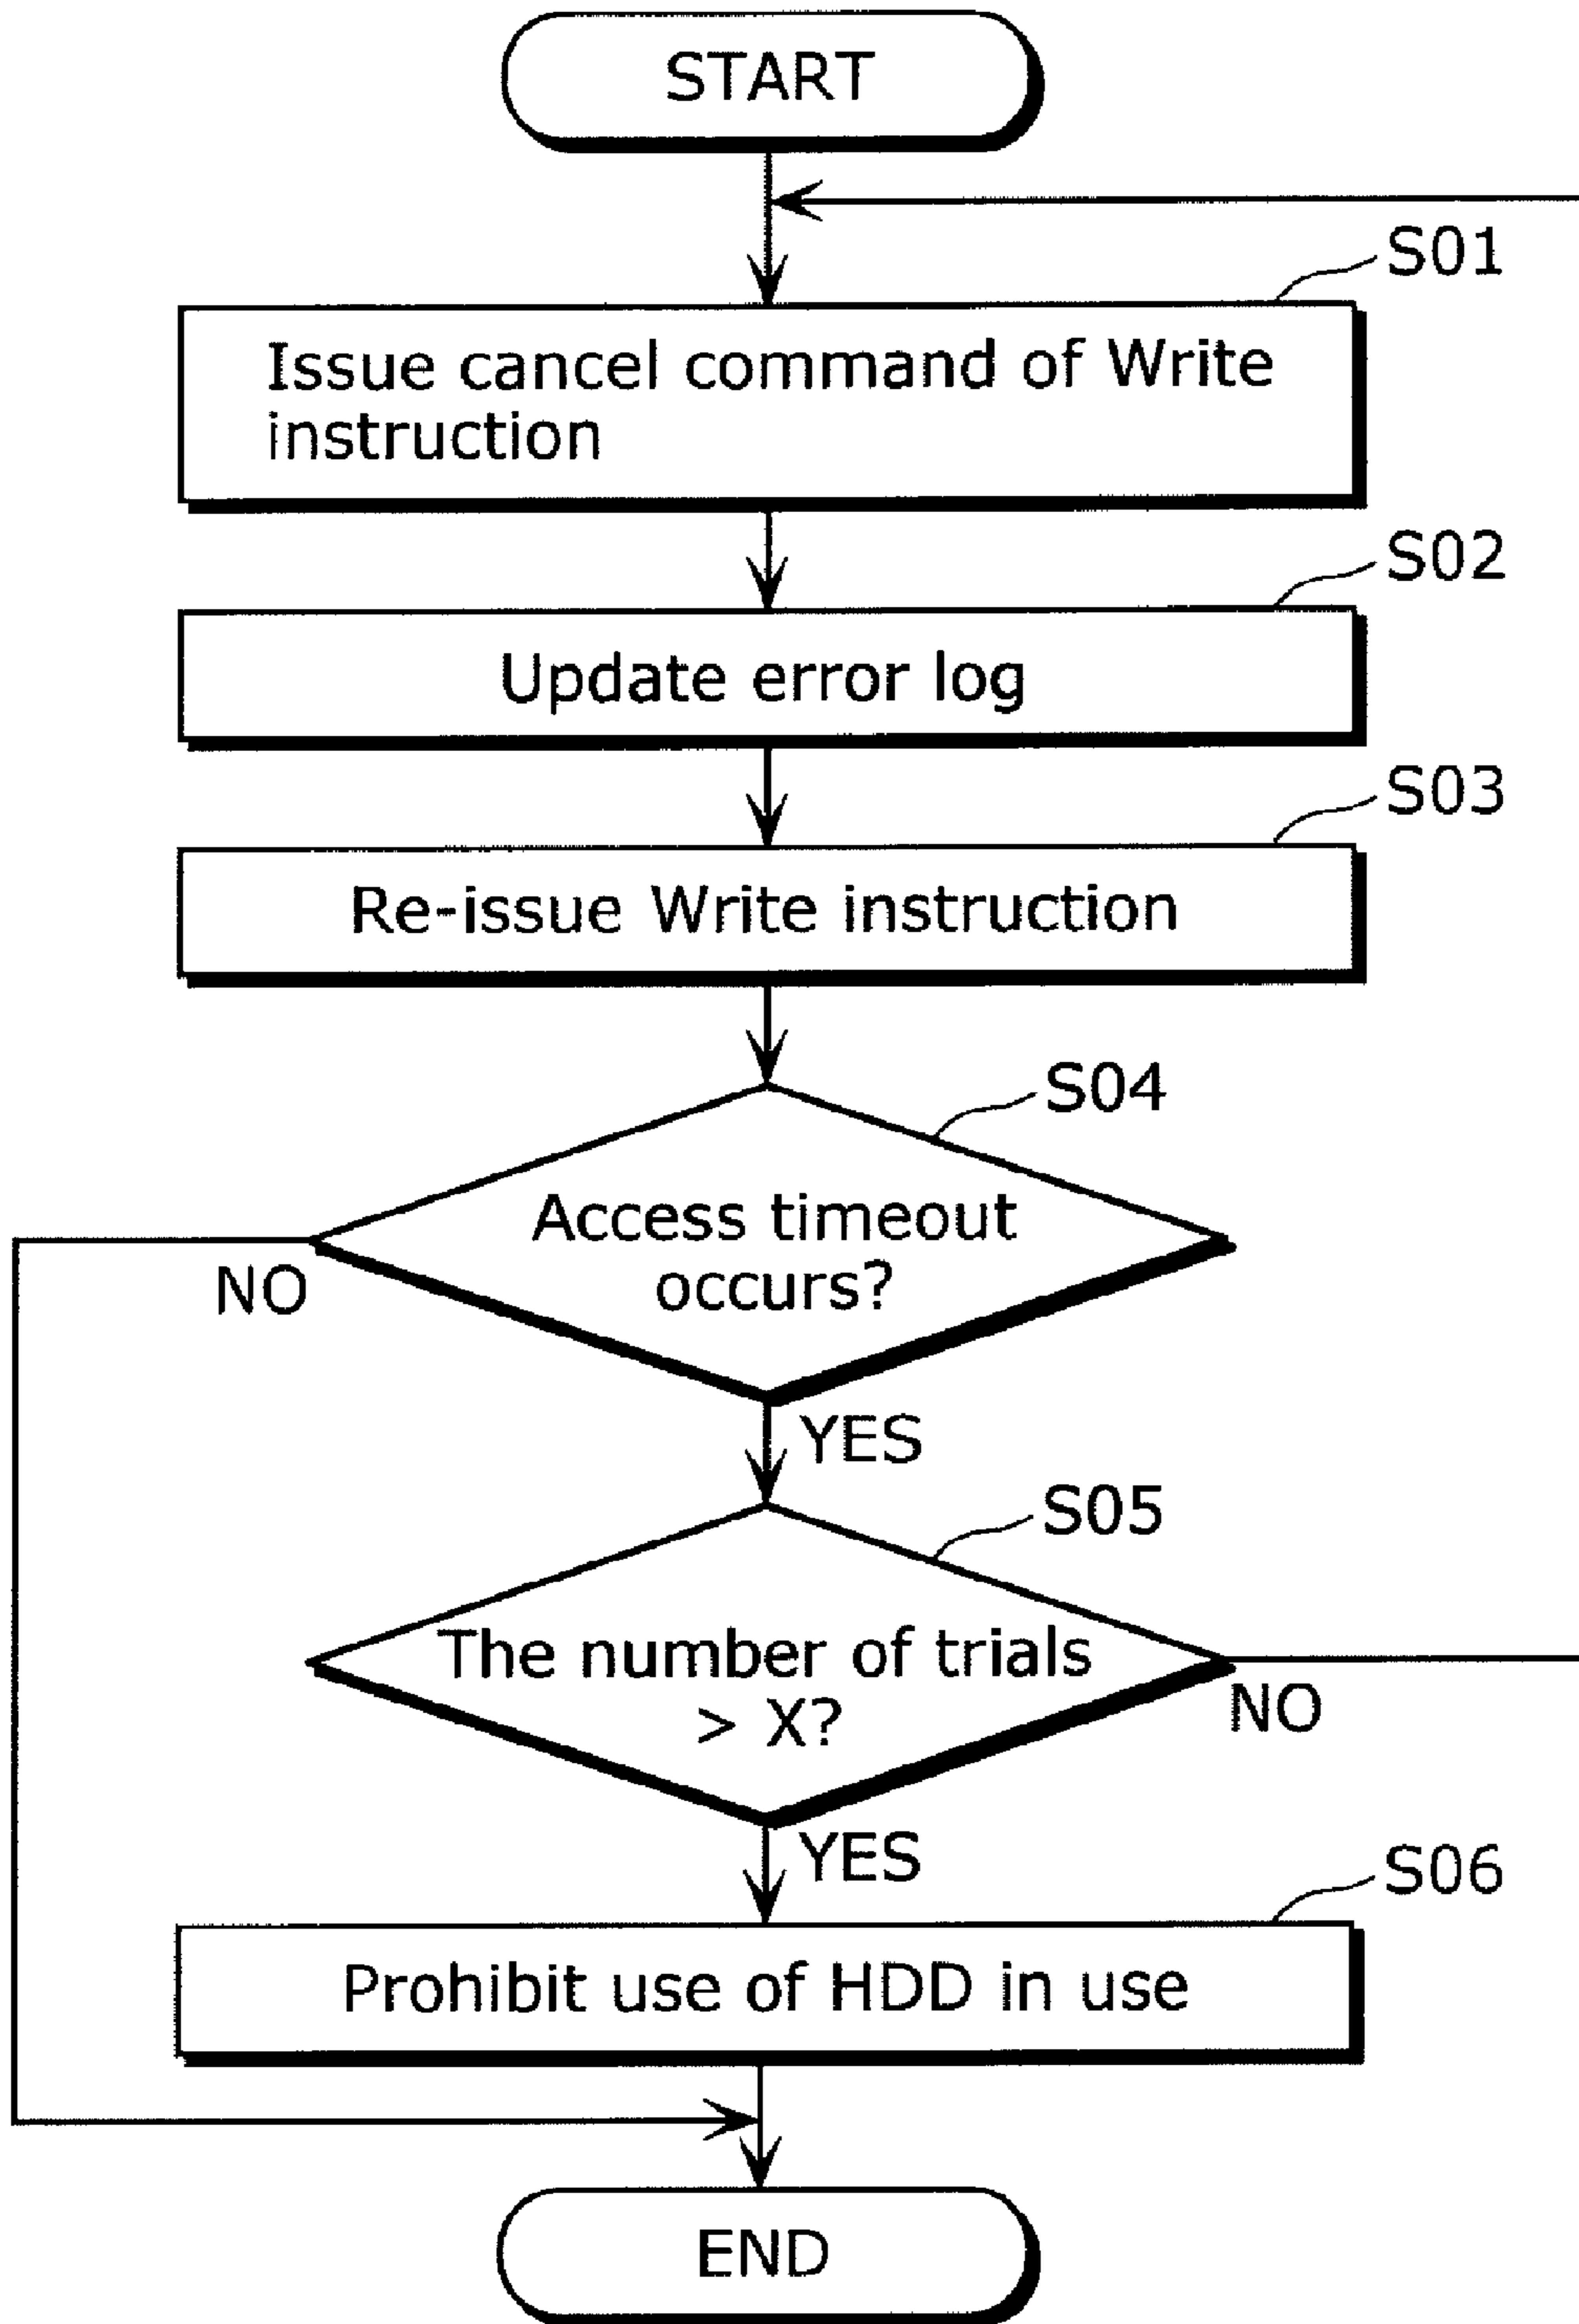 START
S01
Issue cancel command of Write
instruction
S02
Update error log
S03
Re-issue Write instruction
S04
Access timeout
occurs?
NO
YES
S05
The number of trials
> X?
NO
YES
S06
Prohibit use of HDD in use
END